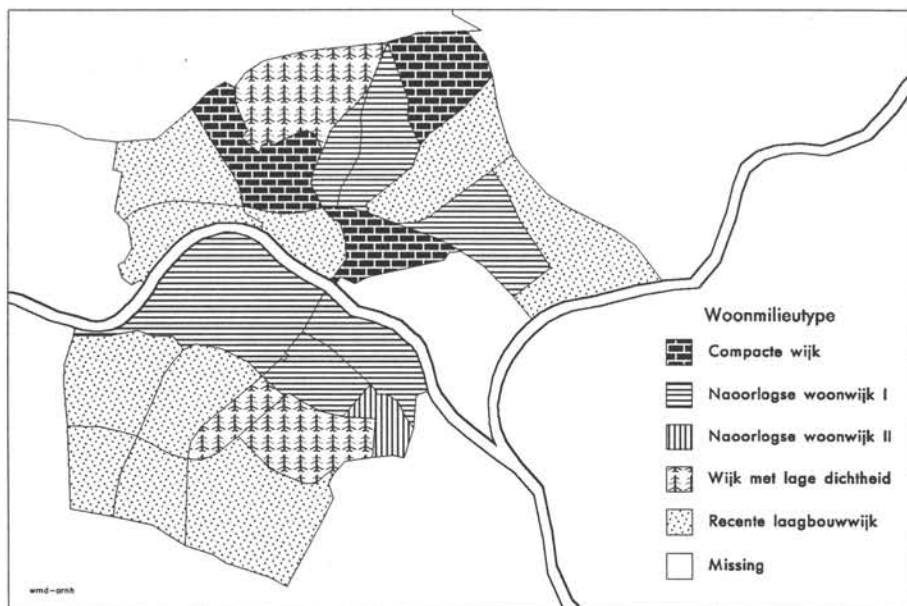 Woonmilieutype
Compacte wijk
Naoorlogse woonwijk I
Naoorlogse woonwijk II
Wijk met lage dichtheid
Recente laagbouwwijk
Missing
wmd-arnh